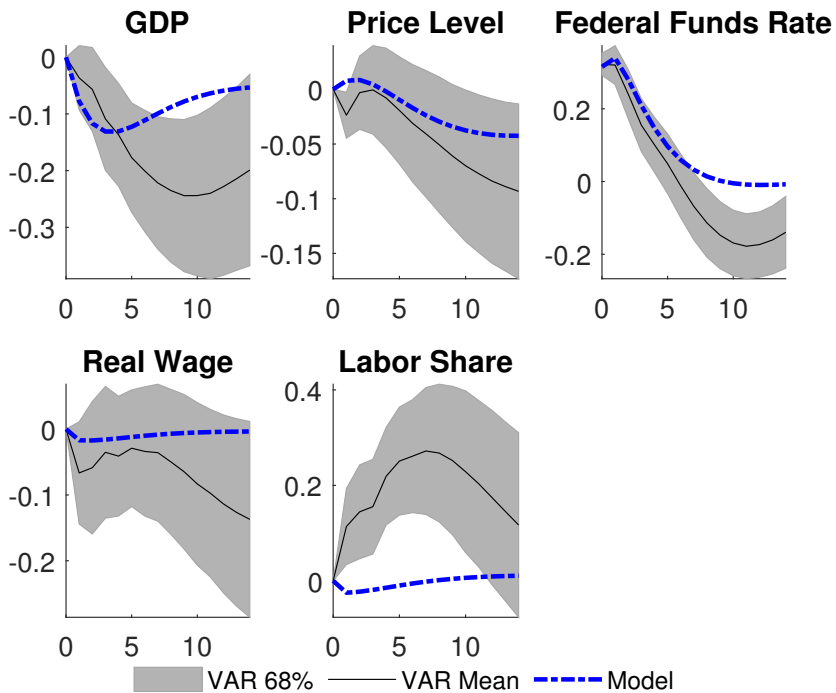 GDP
Price Level
Federal Funds Rate
0
-0.1
-0.2
-0.3
0 5 10
0
-0.05
-0.1
-0.15
0 5 10
0.2
0
-0.2
0 5 10
Real Wage
Labor Share
0
-0.1
-0.2
0 5 10
0.4
0.2
0
0 5 10
VAR 68% VAR Mean Model